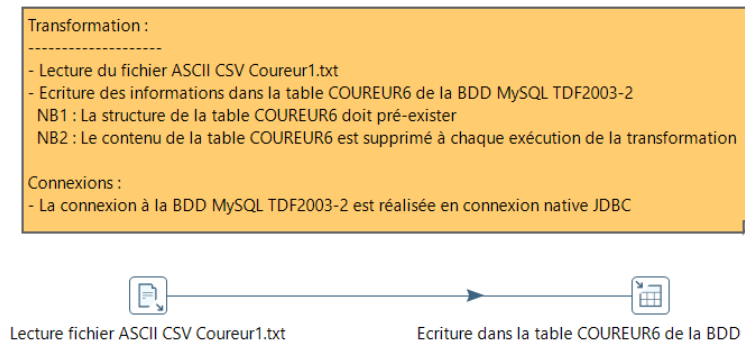 Transformation :
-------------------
- Lecture du fichier ASCII CSV Coureur1.txt
- Ecriture des informations dans la table COUREUR6 de la BDD MySQL TDF2003-2
NB1 : La structure de la table COUREUR6 doit pré-exister
NB2 : Le contenu de la table COUREUR6 est supprimé à chaque exécution de la transformation
Connexions :
- La connexion à la BDD MySQL TDF2003-2 est réalisée en connexion native JDBC
Lecture fichier ASCII CSV Coureur1.txt
Ecriture dans la table COUREUR6 de la BDD